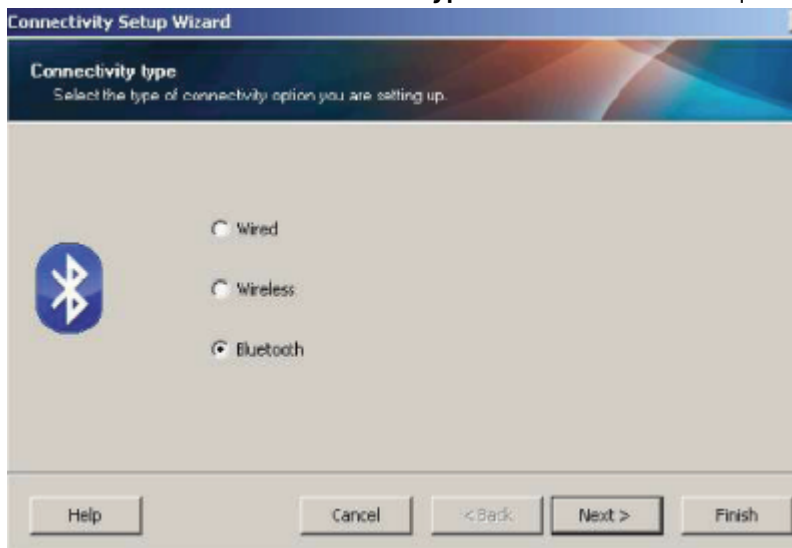 Connectivity Setup Wizard
Connectivity type
Select the type of connectivity option you are setting up.
Wired
Wireless
Bluetooth
Help
Cancel
< Back
Next >
Finish